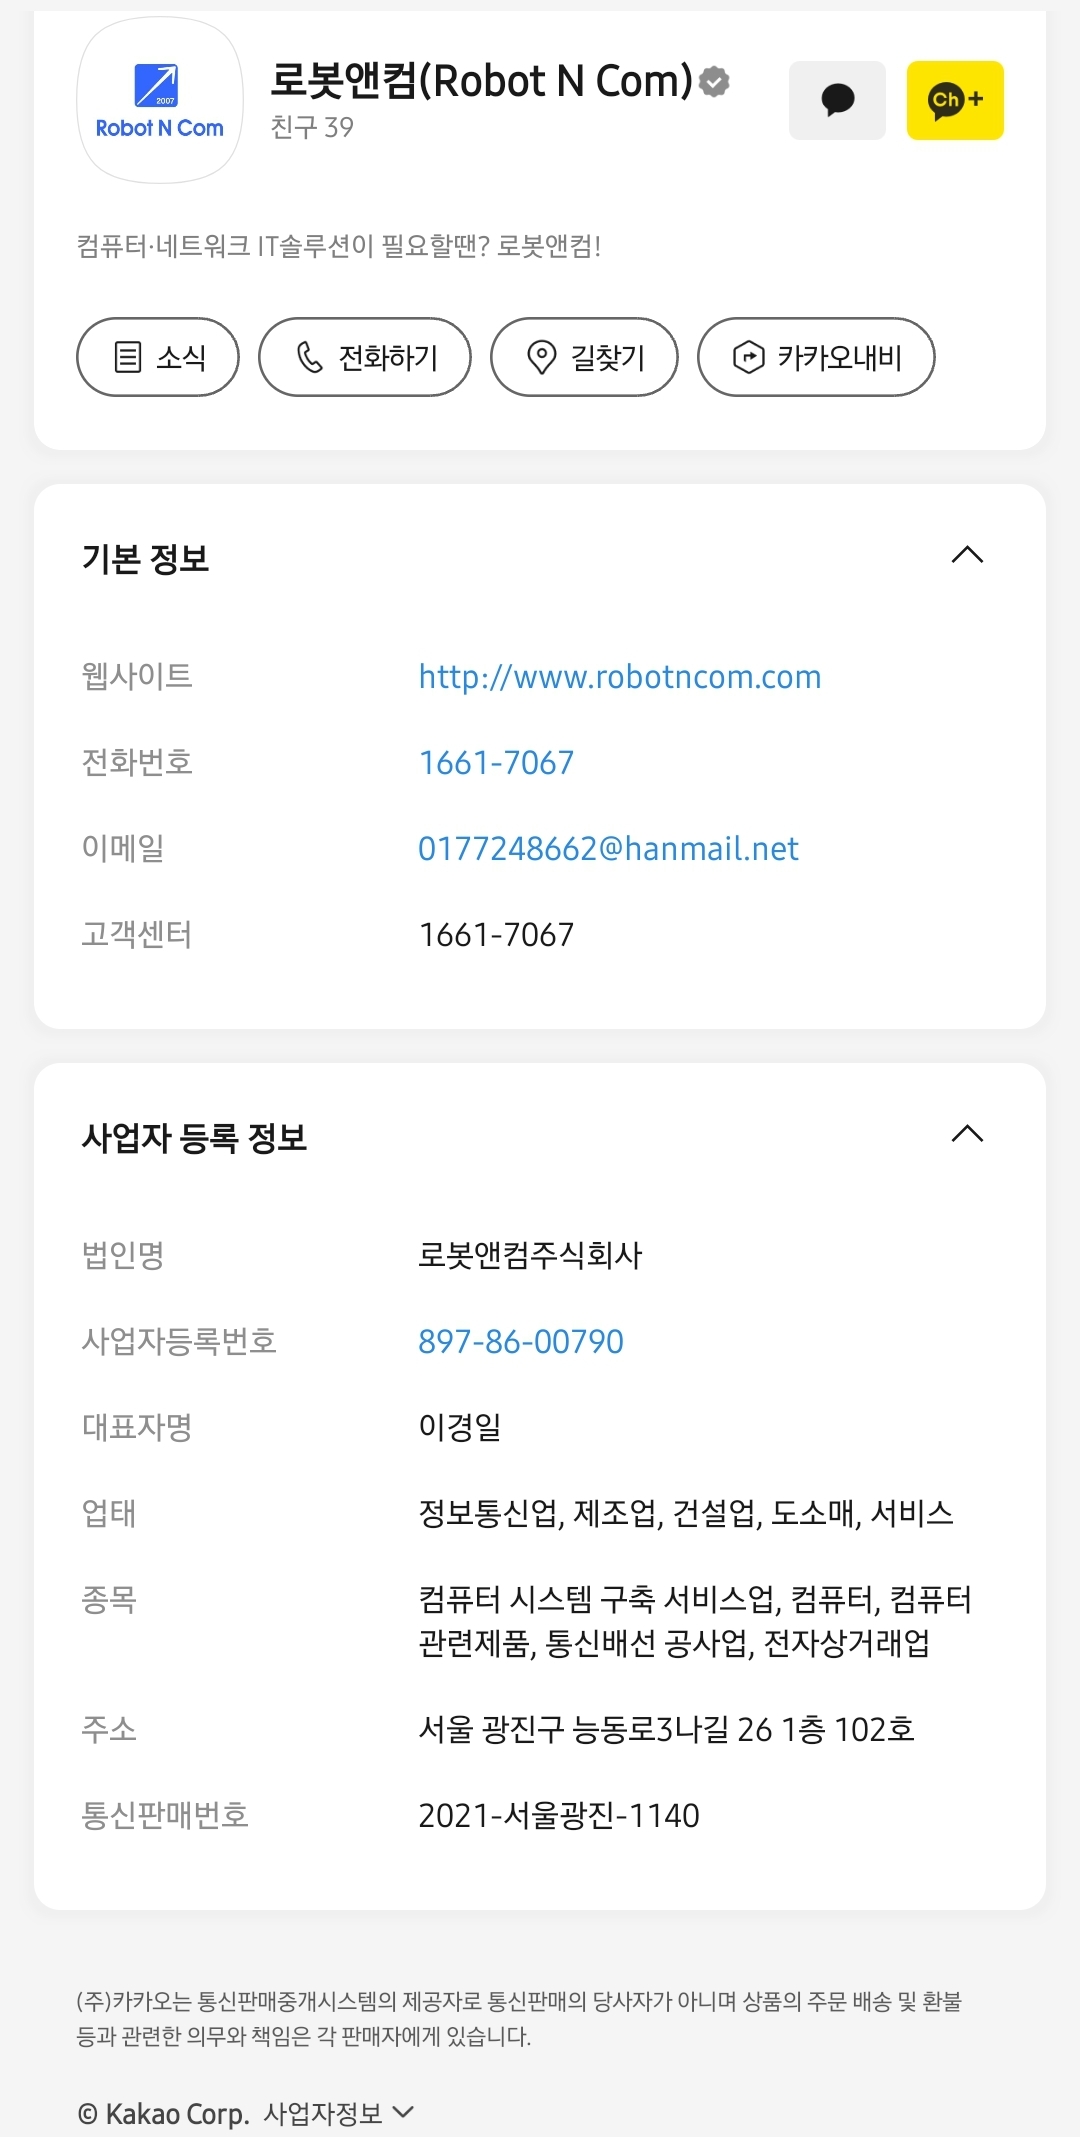 2007
Robot N Com
로봇앤컴(Robot N Com)
친구 39
Ch+
컴퓨터·네트워크 IT솔루션이 필요할땐? 로봇앤컴!
소식 전화하기 길찾기 카카오내비
기본 정보
웹사이트 http://www.robotncom.com
전화번호 1661-7067
이메일 0177248662@hanmail.net
고객센터 1661-7067
사업자 등록 정보
법인명 로봇앤컴주식회사
사업자등록번호 897-86-00790
대표자명 이경일
업태 정보통신업, 제조업, 건설업, 도소매, 서비스
종목 컴퓨터 시스템 구축 서비스업, 컴퓨터, 컴퓨터
관련제품, 통신배선 공사업, 전자상거래업
주소 서울 광진구 능동로3나길 26 1층 102호
통신판매번호 2021-서울광진-1140
(주)카카오는 통신판매중개시스템의 제공자로 통신판매의 당사자가 아니며 상품의 주문 배송 및 환불
등과 관련한 의무와 책임은 각 판매자에게 있습니다.
© Kakao Corp. 사업자정보